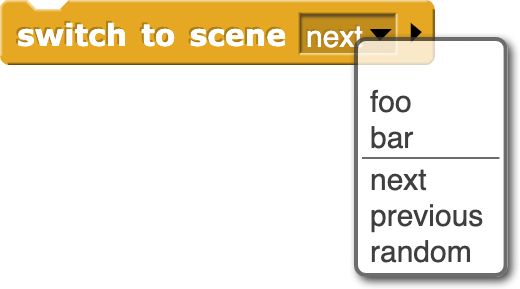 switch to scene next
foo
bar
next
previous
random